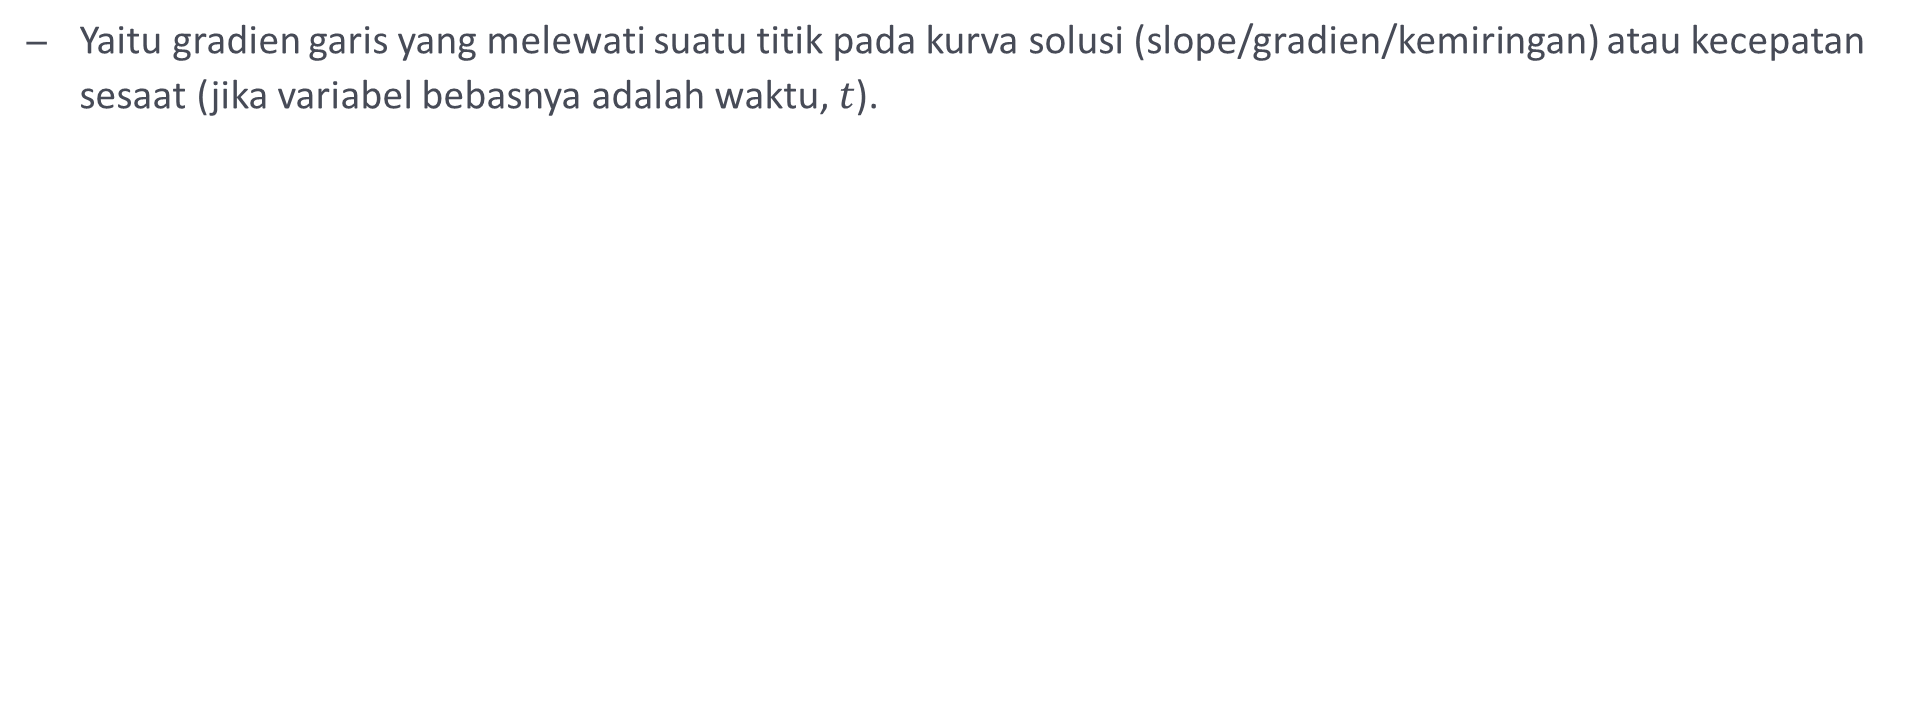 – Yaitu gradien garis yang melewati suatu titik pada kurva solusi (slope/gradien/kemiringan) atau kecepatan
sesaat (jika variabel bebasnya adalah waktu, t).